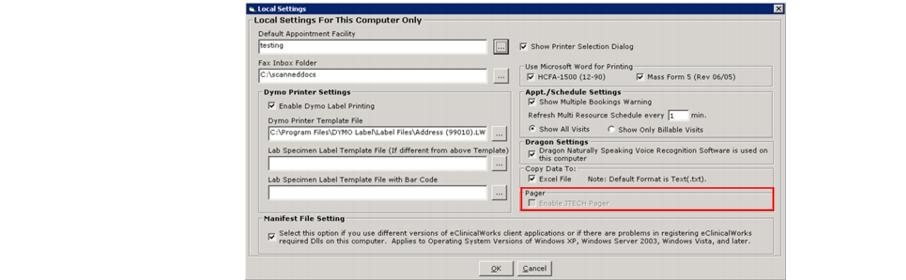 Local Settings
Local Settings For This Computer Only
Default Appointment Facility
testing
...
Show Printer Selection Dialog
Fax Inbox Folder
C:\scanneddocs
...
Use Microsoft Word for Printing
HCFA-1500 (12-90)
Mass Form 5 (Rev 06/05)
Dymo Printer Settings
Enable Dymo Label Printing
Dymo Printer Template File
C:\Program Files\DYMO Label\Label Files\Address (99010).LW
...
Lab Specimen Label Template File (If different from above Template)
...
Lab Specimen Label Template File with Bar Code
...
Appt./Schedule Settings
Show Multiple Bookings Warning
Refresh Multi Resource Schedule every 1 min.
Show All Visits
Show Only Billable Visits
Dragon Settings
Dragon Naturally Speaking Voice Recognition Software is used on
this computer
Copy Data To:
Excel File Note: Default Format is Text(.txt).
Pager
Enable JTECH Pager
Manifest File Setting
Select this option if you use different versions of eClinicalWorks client applications or if there are problems in registering eClinicalWorks
required Dlls on this computer. Applies to Operating System Versions of Windows XP, Windows Server 2003, Windows Vista, and later.
OK
Cancel